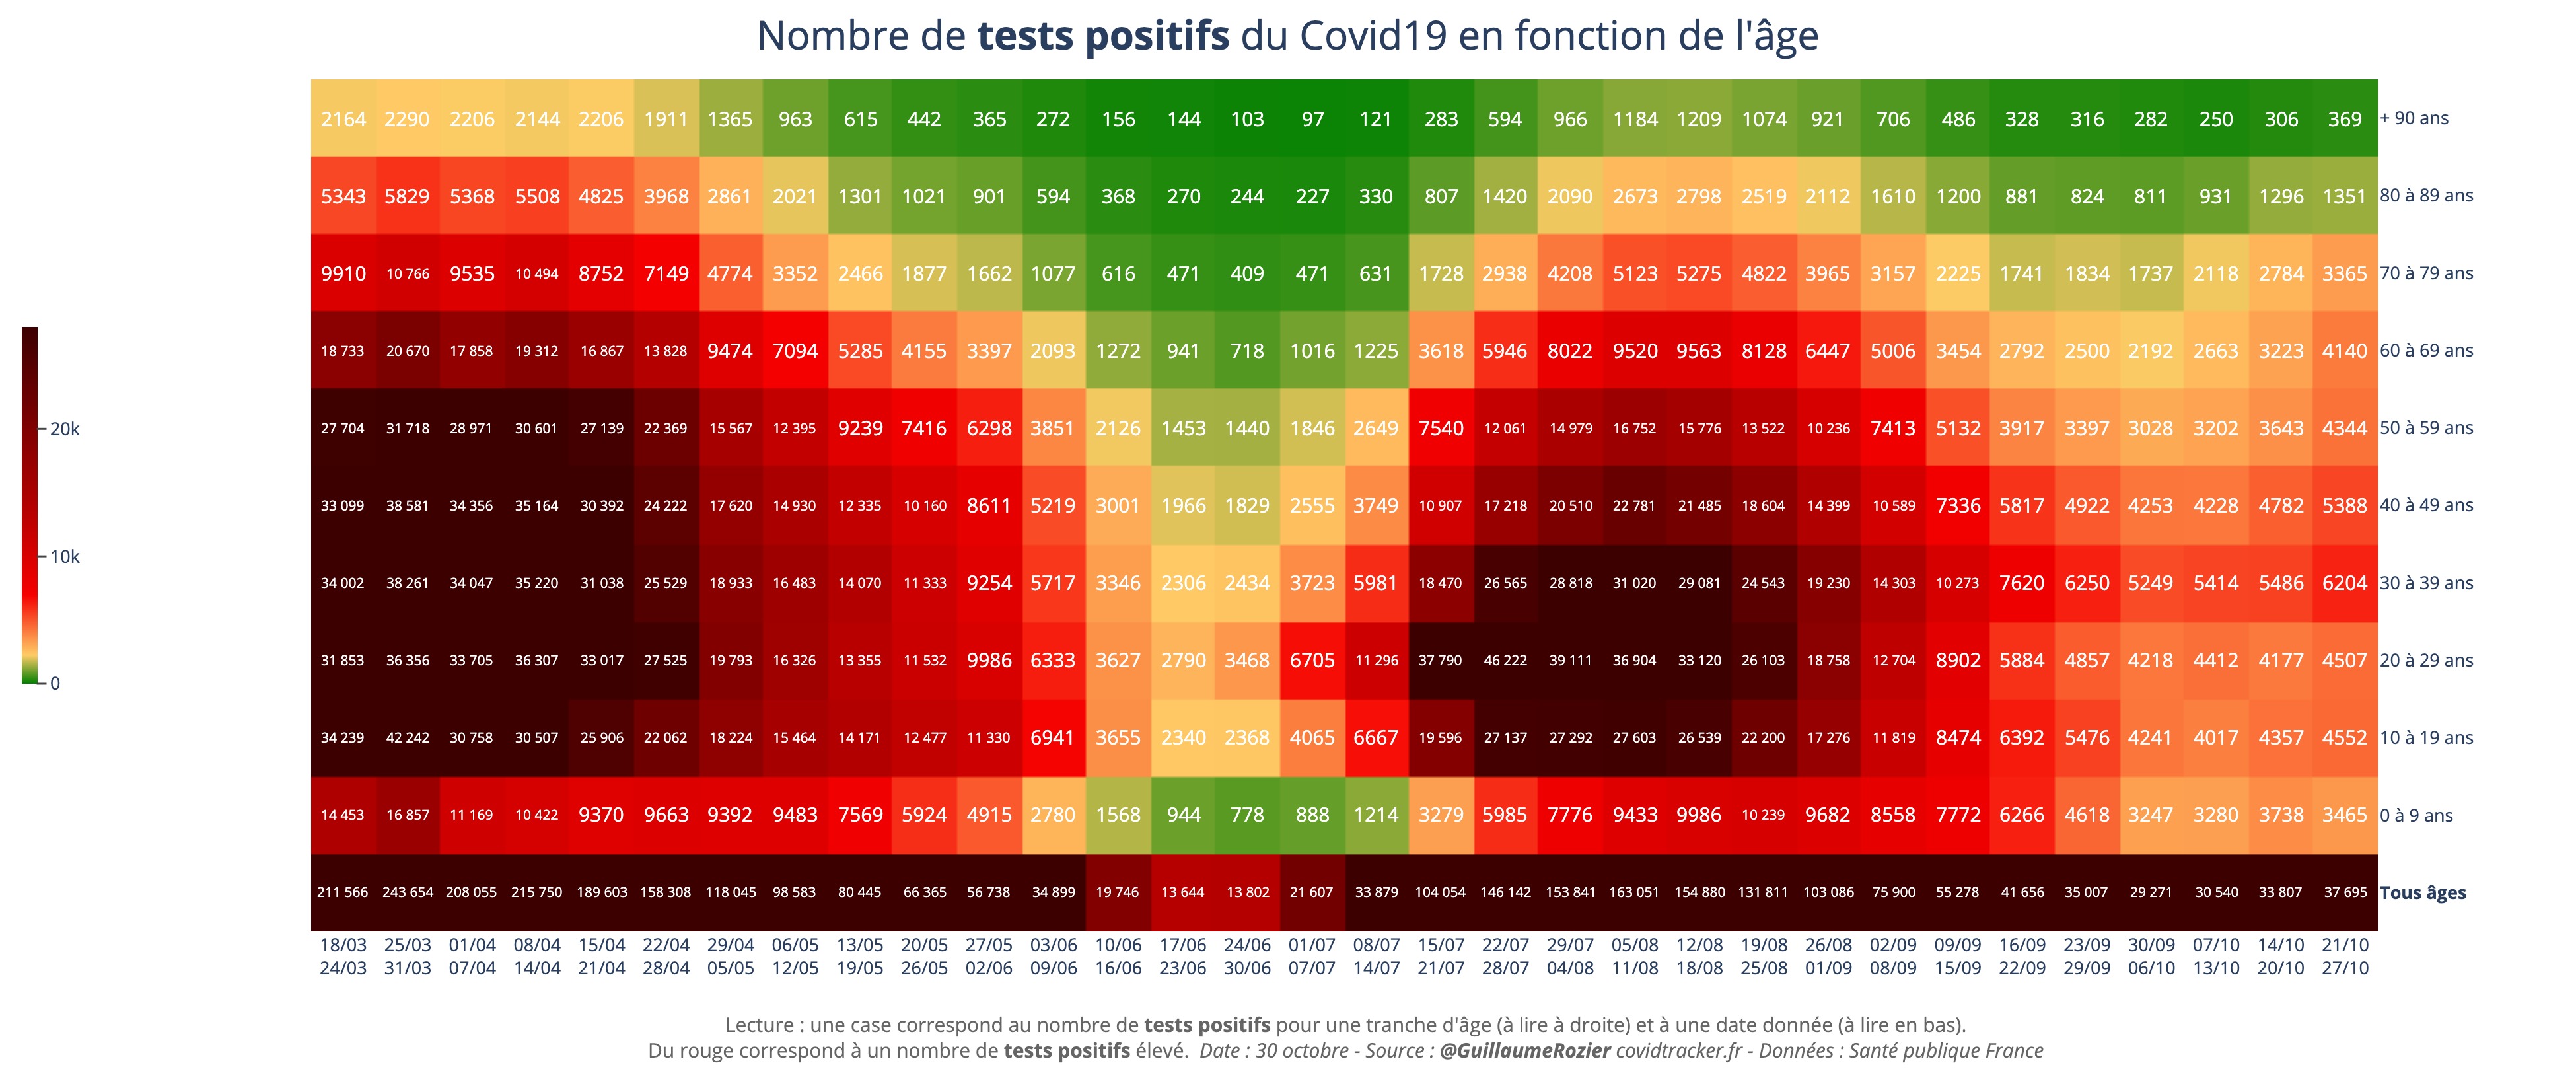 Nombre de tests positifs du Covid19 en fonction de l'âge
2164 2290 2206 2144 2206 1911 1365 963 615 442 365 272 156 144 103 97 121 283 594 966 1184 1209 1074 921 706 486 328 316 282 250 306 369 + 90 ans
5343 5829 5368 5508 4825 3968 2861 2021 1301 1021 901 594 368 270 244 227 330 807 1420 2090 2673 2798 2519 2112 1610 1200 881 824 811 931 1296 1351 80 à 89 ans
9910 10 766 9535 10 494 8752 7149 4774 3352 2466 1877 1662 1077 616 471 409 471 631 1728 2938 4208 5123 5275 4822 3965 3157 2225 1741 1834 1737 2118 2784 3365 70 à 79 ans
18 733 20 670 17 858 19 312 16 867 13 828 9474 7094 5285 4155 3397 2093 1272 941 718 1016 1225 3618 5946 8022 9520 9563 8128 6447 5006 3454 2792 2500 2192 2663 3223 4140 60 à 69 ans
27 704 31 718 28 971 30 601 27 139 22 369 15 567 12 395 9239 7416 6298 3851 2126 1453 1440 1846 2649 7540 12 061 14 979 16 752 15 776 13 522 10 236 7413 5132 3917 3397 3028 3202 3643 4344 50 à 59 ans
33 099 38 581 34 356 35 164 30 392 24 222 17 620 14 930 12 335 10 160 8611 5219 3001 1966 1829 2555 3749 10 907 17 218 20 510 22 781 21 485 18 604 14 399 10 589 7336 5817 4922 4253 4228 4782 5388 40 à 49 ans
34 002 38 261 34 047 35 220 31 038 25 529 18 933 16 483 14 070 11 333 9254 5717 3346 2306 2434 3723 5981 18 470 26 565 28 818 31 020 29 081 24 543 19 230 14 303 10 273 7620 6250 5249 5414 5486 6204 30 à 39 ans
31 853 36 356 33 705 36 307 33 017 27 525 19 793 16 326 13 355 11 532 9986 6333 3627 2790 3468 6705 11 296 37 790 46 222 39 111 36 904 33 120 26 103 18 758 12 704 8902 5884 4857 4218 4412 4177 4507 20 à 29 ans
34 239 42 242 30 758 30 507 25 906 22 062 18 224 15 464 14 171 12 477 11 330 6941 3655 2340 2368 4065 6667 19 596 27 137 27 292 27 603 26 539 22 200 17 276 11 819 8474 6392 5476 4241 4017 4357 4552 10 à 19 ans
14 453 16 857 11 169 10 422 9370 9663 9392 9483 7569 5924 4915 2780 1568 944 778 888 1214 3279 5985 7776 9433 9986 10 239 9682 8558 7772 6266 4618 3247 3280 3738 3465 0 à 9 ans
211 566 243 654 208 055 215 750 189 603 158 308 118 045 98 583 80 445 66 365 56 738 34 899 19 746 13 644 13 802 21 607 33 879 104 054 146 142 153 841 163 051 154 880 131 811 103 086 75 900 55 278 41 656 35 007 29 271 30 540 33 807 37 695 Tous âges
18/03 25/03 01/04 08/04 15/04 22/04 29/04 06/05 13/05 20/05 27/05 03/06 10/06 17/06 24/06 01/07 08/07 15/07 22/07 29/07 05/08 12/08 19/08 26/08 02/09 09/09 16/09 23/09 30/09 07/10 14/10 21/10
24/03 31/03 07/04 14/04 21/04 28/04 05/05 12/05 19/05 26/05 02/06 09/06 16/06 23/06 30/06 07/07 14/07 21/07 28/07 04/08 11/08 18/08 25/08 01/09 08/09 15/09 22/09 29/09 06/10 13/10 20/10 27/10
20k
10k
0
Lecture : une case correspond au nombre de tests positifs pour une tranche d'âge (à lire à droite) et à une date donnée (à lire en bas).
Du rouge correspond à un nombre de tests positifs élevé. Date : 30 octobre - Source : @GuillaumeRozier covidtracker.fr - Données : Santé publique France